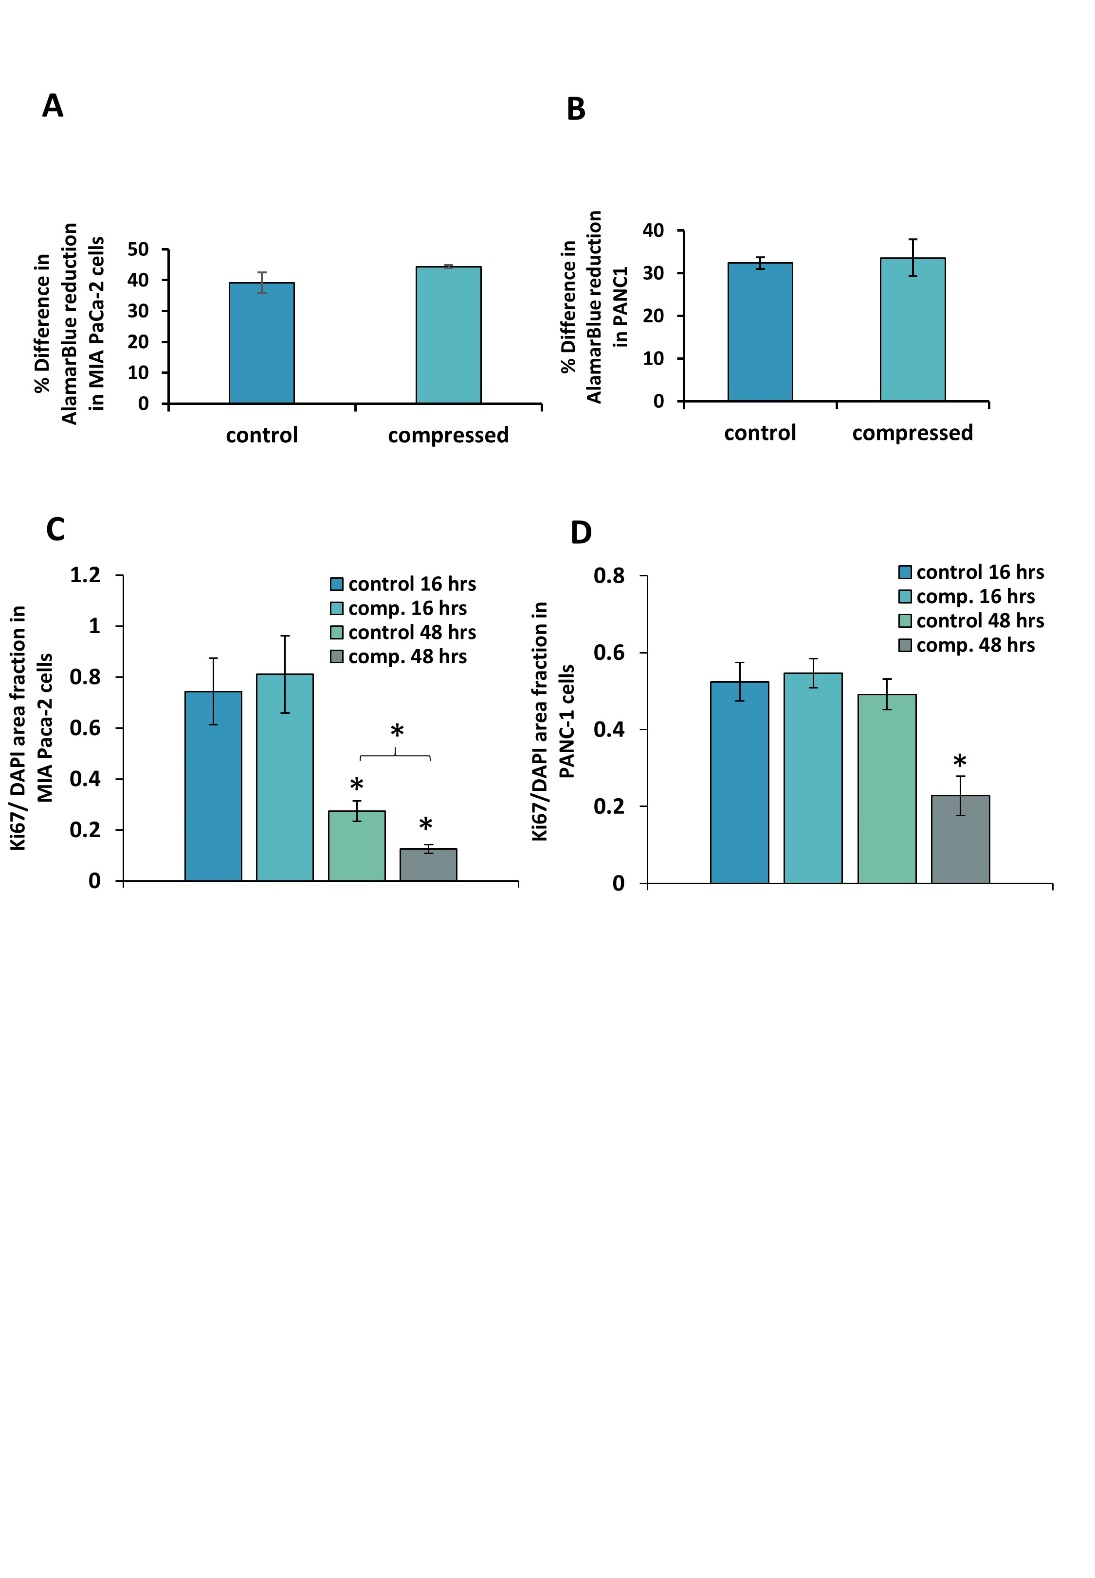 A
% Difference in
AlamarBlue reduction
in MIA PaCa-2 cells
50
40
30
20
10
0
control
compressed
B
% Difference in
AlamarBlue reduction
in PANC1
40
30
20
10
0
control
compressed
C
Ki67/ DAPI area fraction in
MIA Paca-2 cells
1.2
1
0.8
0.6
0.4
0.2
0
control 16 hrs
comp. 16 hrs
control 48 hrs
comp. 48 hrs
*
*
*
D
Ki67/DAPI area fraction in
PANC-1 cells
0.8
0.6
0.4
0.2
0
control 16 hrs
comp. 16 hrs
control 48 hrs
comp. 48 hrs
*